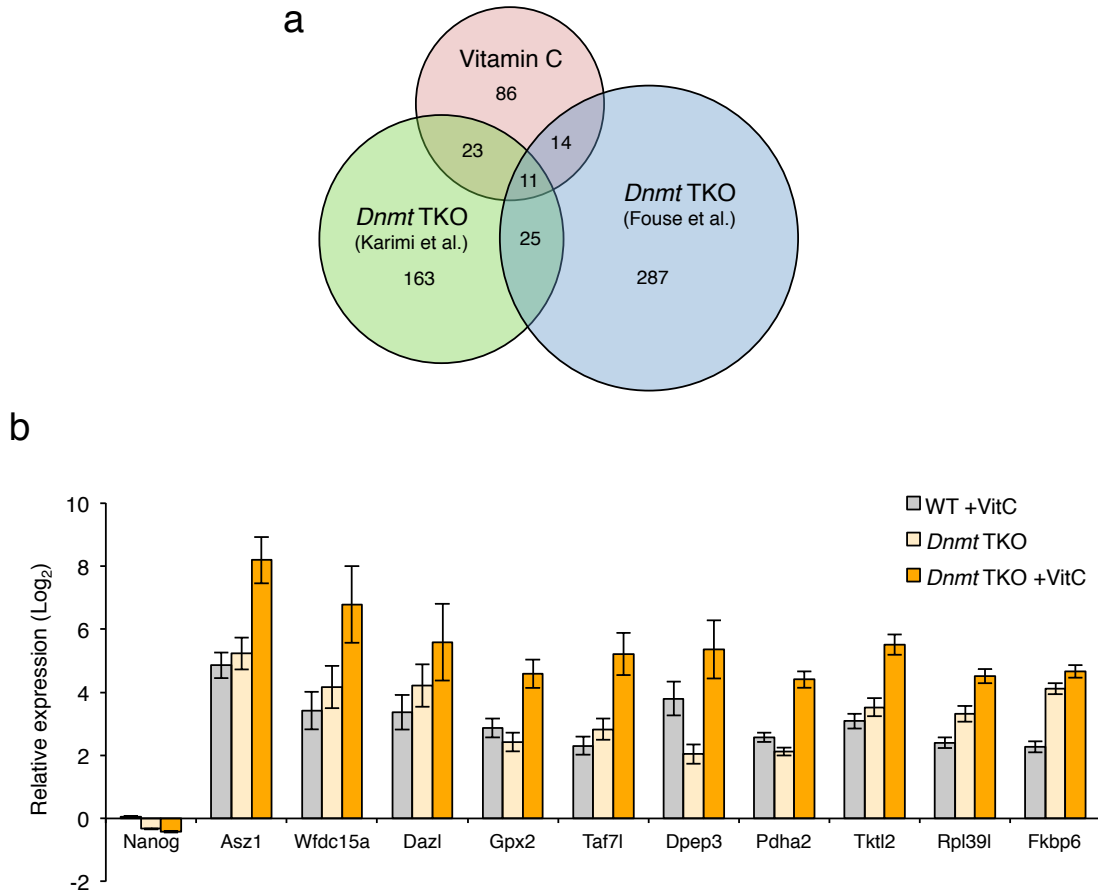 a
Vitamin C
86
23
14
11
Dnmt TKO
(Karimi et al.)
163
25
Dnmt TKO
(Fouse et al.)
287
b
Relative expression (Log2)
10
8
6
4
2
0
-2
WT +VitC
Dnmt TKO
Dnmt TKO +VitC
Nanog Asz1 Wfdc15a Dazl Gpx2 Taf7l Dpep3 Pdha2 Tktl2 Rpl39l Fkbp6